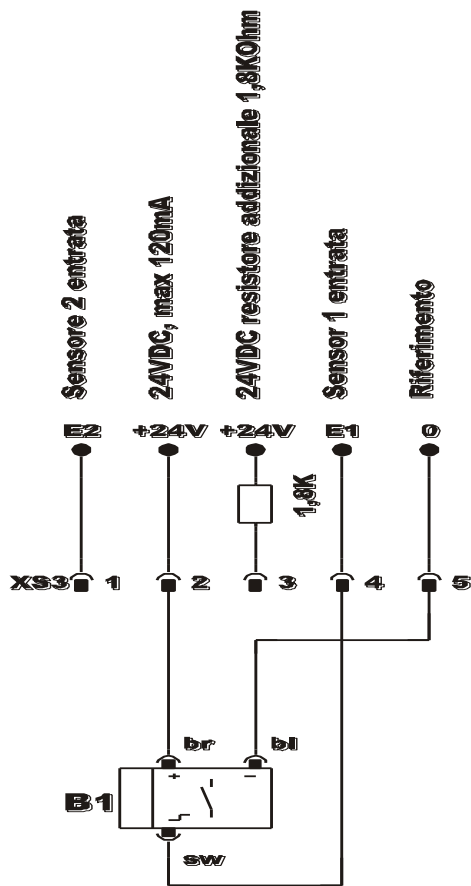 Sensore 2 entrata
24VDC, max 120mA
24VDC resistore addizionale 1,8KOhm
Sensor 1 entrata
Riferimento
E2 +24V +24V E1 0
1,8K
XS3 1 2 3 4 5
br bl
+ −
B1
sw